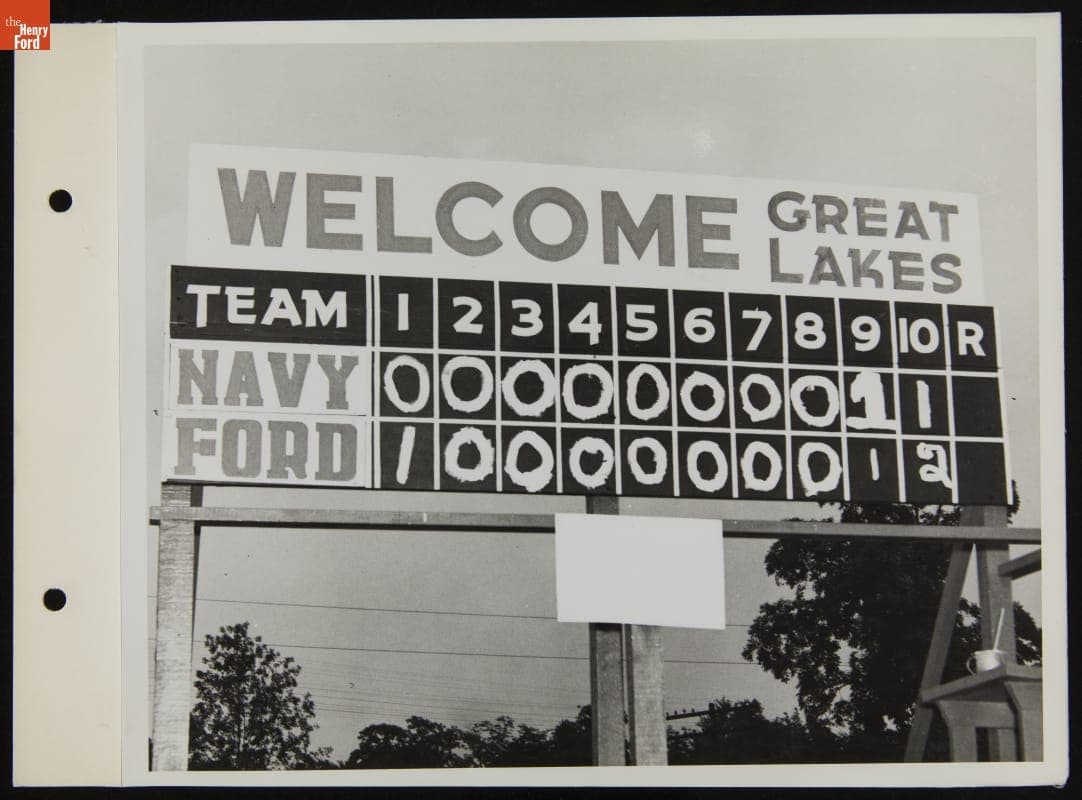 the
Henry
Ford
WELCOME GREAT
LAKES
TEAM 1 2 3 4 5 6 7 8 9 10 R
NAVY 0 0 0 0 0 0 0 0 1 1
FORD 1 0 0 0 0 0 0 0 1 2